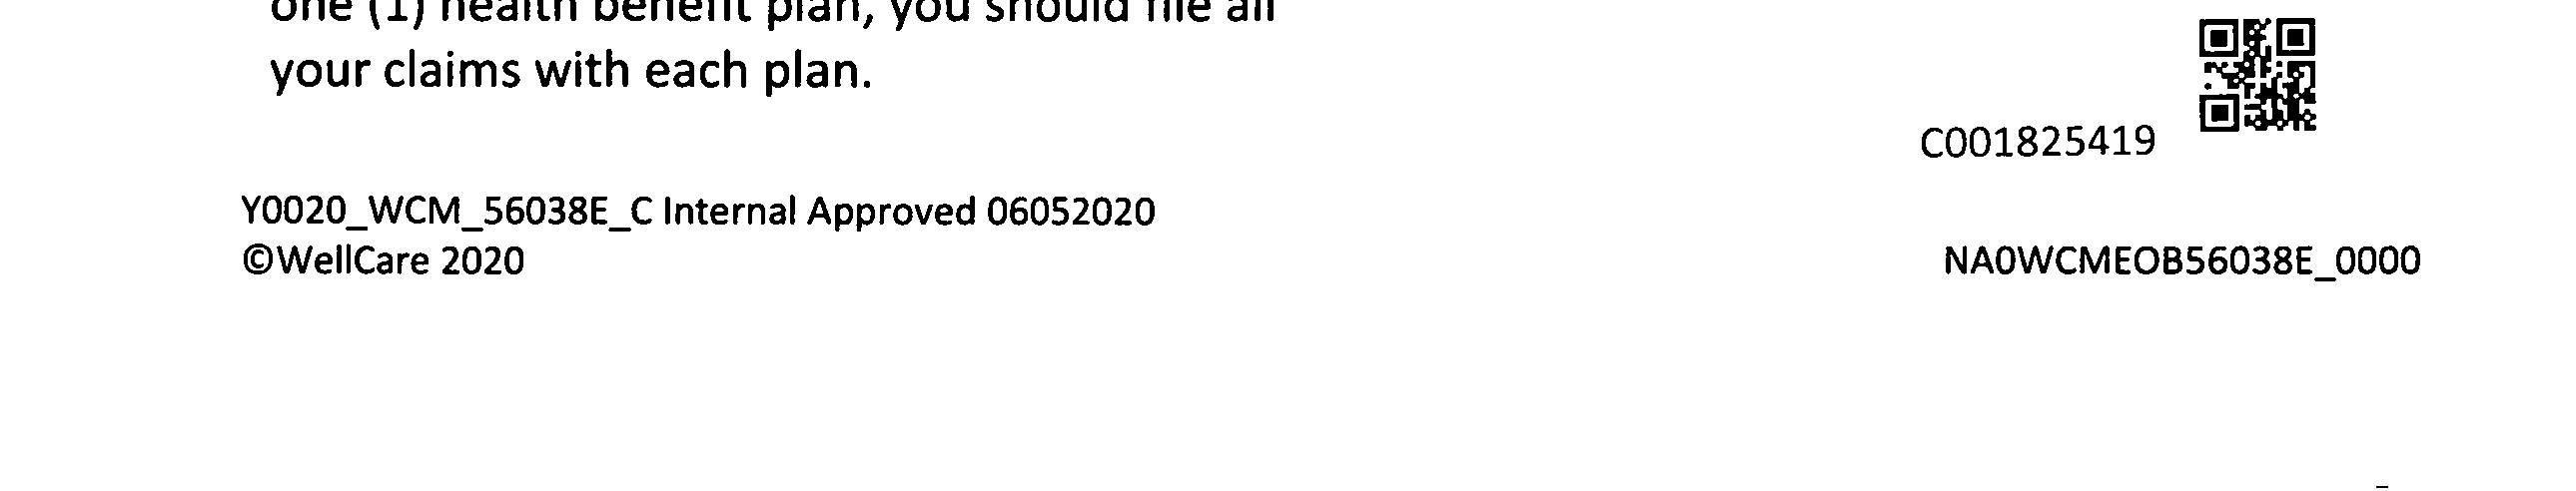 one (1) health benefit plan, you should file all
your claims with each plan.
C001825419
Y0020_WCM_56038E_C Internal Approved 06052020
©WellCare 2020
NA0WCMEOB56038E_0000